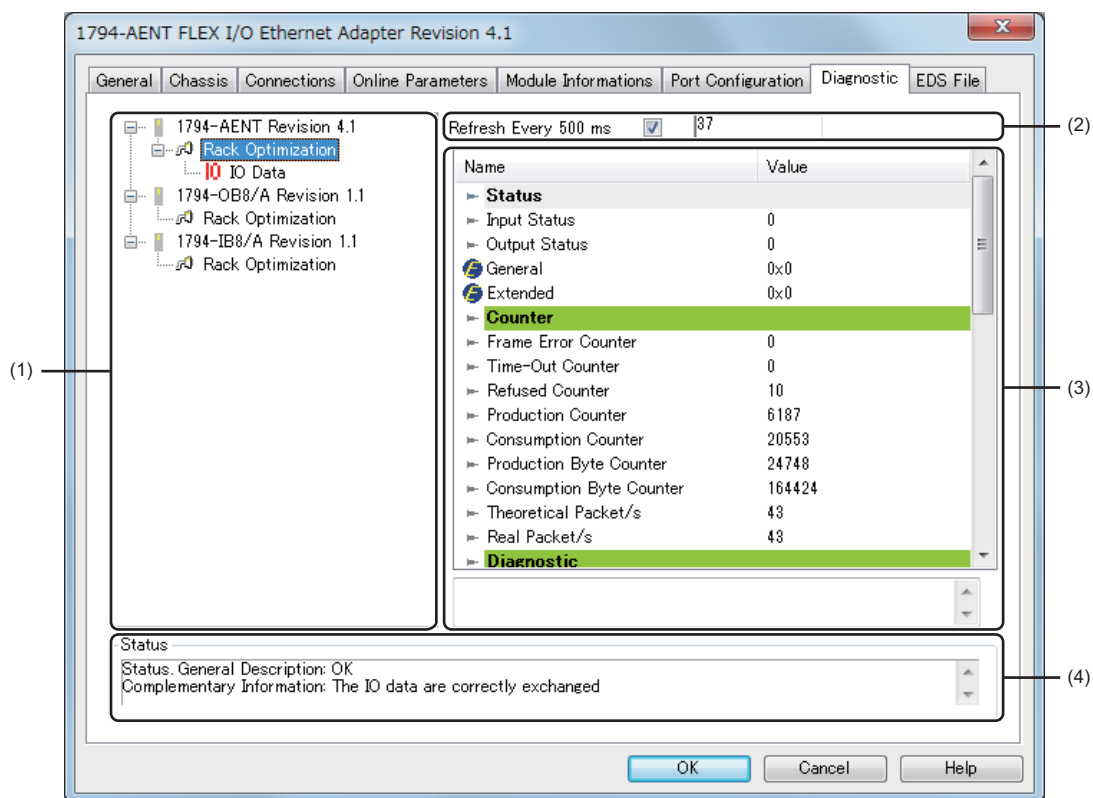 1794-AENT FLEX I/O Ethernet Adapter Revision 4.1
General Chassis Connections Online Parameters Module Informations Port Configuration Diagnostic EDS File
1794-AENT Revision 4.1
Rack Optimization
IO IO Data
1794-OB8/A Revision 1.1
Rack Optimization
1794-IB8/A Revision 1.1
Rack Optimization
(1)
Refresh Every 500 ms 37
(2)
Name Value
Status
Input Status 0
Output Status 0
General 0x0
Extended 0x0
Counter
Frame Error Counter 0
Time-Out Counter 0
Refused Counter 10
Production Counter 6187
Consumption Counter 20553
Production Byte Counter 24748
Consumption Byte Counter 164424
Theoretical Packet/s 43
Real Packet/s 43
Diagnostic
(3)
Status
Status. General Description: OK
Complementary Information: The IO data are correctly exchanged
(4)
OK Cancel Help